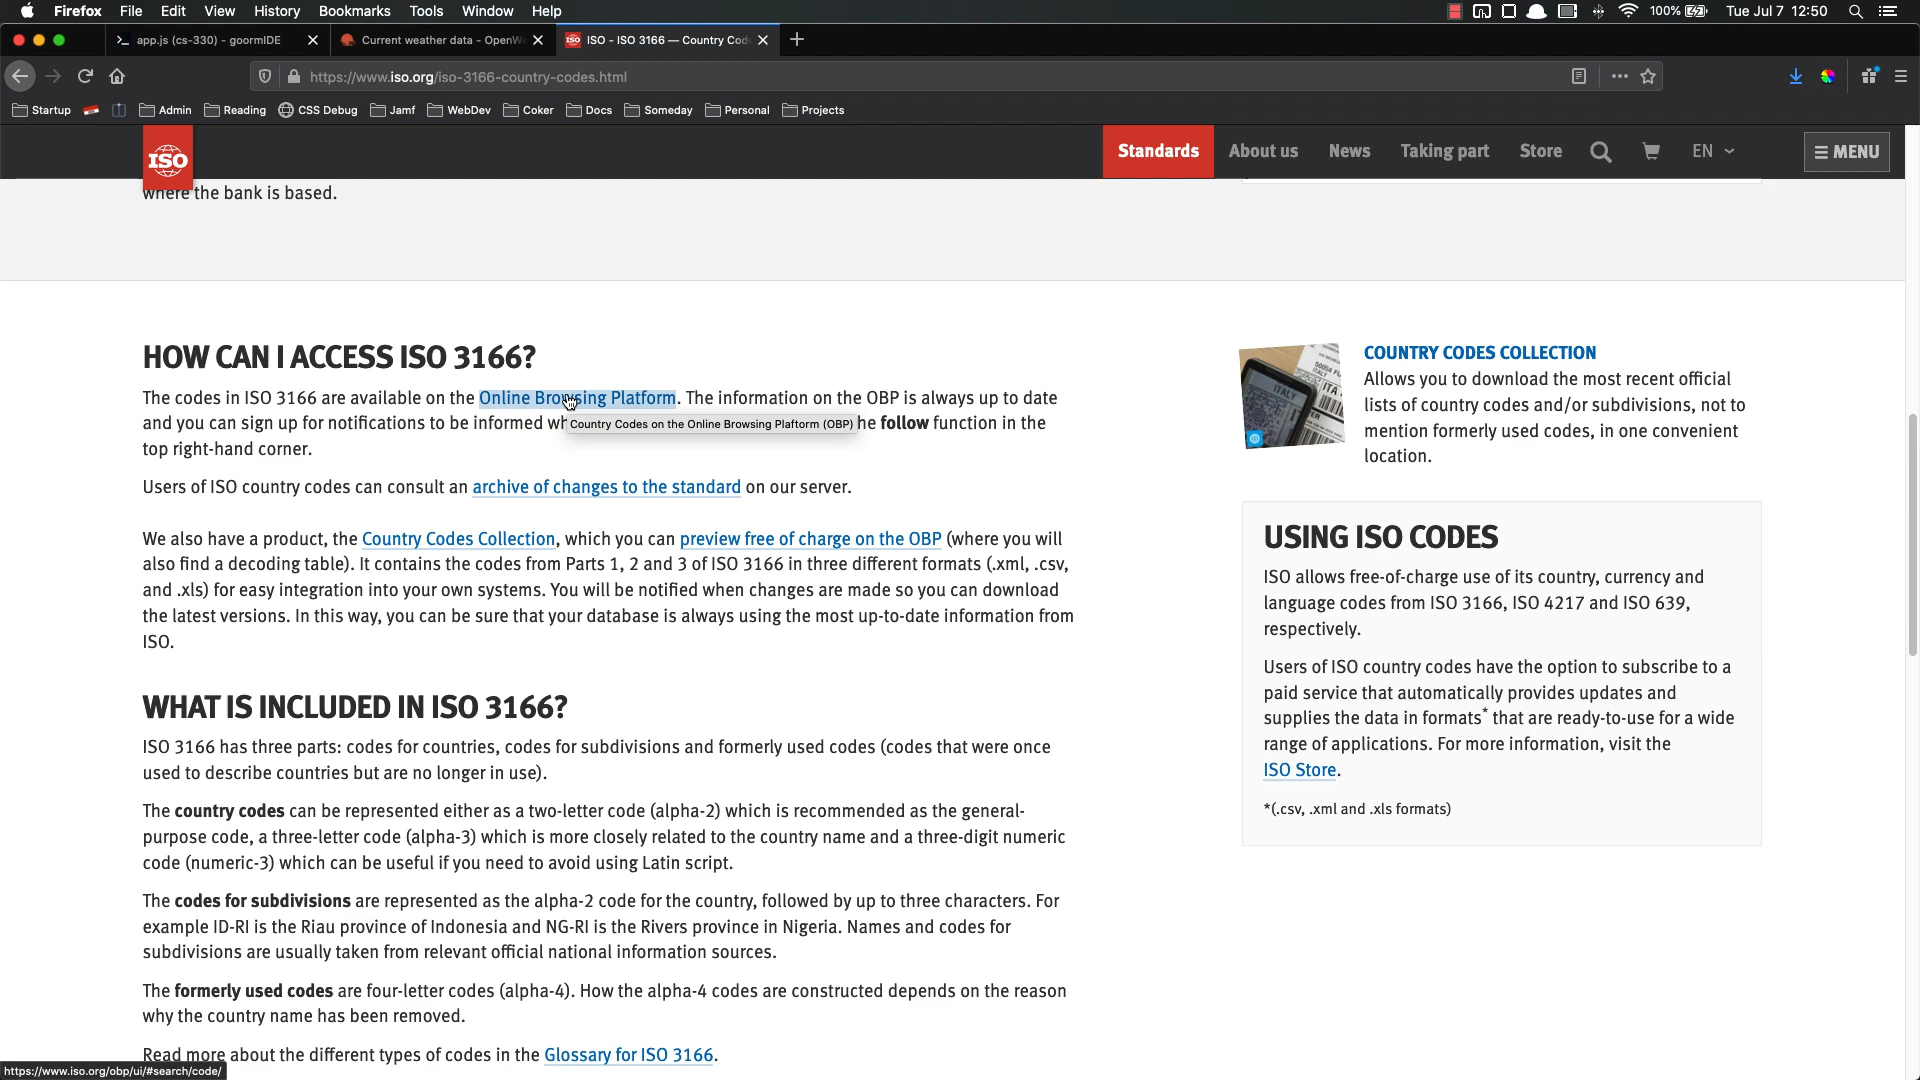 Firefox File Edit View History Bookmarks Tools Window Help 100% Tue Jul 7 12:50
app.js (cs-330) - goormIDE Current weather data - OpenWe ISO - ISO 3166 — Country Cod
https://www.iso.org/iso-3166-country-codes.html
Startup Admin Reading CSS Debug Jamf WebDev Coker Docs Someday Personal Projects
ISO Standards About us News Taking part Store EN MENU
where the bank is based.
HOW CAN I ACCESS ISO 3166?
The codes in ISO 3166 are available on the Online Browsing Platform. The information on the OBP is always up to date
and you can sign up for notifications to be informed wh
Country Codes on the Online Browsing Plaftorm (OBP)
he follow function in the
top right-hand corner.
Users of ISO country codes can consult an archive of changes to the standard on our server.
We also have a product, the Country Codes Collection, which you can preview free of charge on the OBP (where you will
also find a decoding table). It contains the codes from Parts 1, 2 and 3 of ISO 3166 in three different formats (.xml, .csv,
and .xls) for easy integration into your own systems. You will be notified when changes are made so you can download
the latest versions. In this way, you can be sure that your database is always using the most up-to-date information from
ISO.
WHAT IS INCLUDED IN ISO 3166?
ISO 3166 has three parts: codes for countries, codes for subdivisions and formerly used codes (codes that were once
used to describe countries but are no longer in use).
The country codes can be represented either as a two-letter code (alpha-2) which is recommended as the general-
purpose code, a three-letter code (alpha-3) which is more closely related to the country name and a three-digit numeric
code (numeric-3) which can be useful if you need to avoid using Latin script.
The codes for subdivisions are represented as the alpha-2 code for the country, followed by up to three characters. For
example ID-RI is the Riau province of Indonesia and NG-RI is the Rivers province in Nigeria. Names and codes for
subdivisions are usually taken from relevant official national information sources.
The formerly used codes are four-letter codes (alpha-4). How the alpha-4 codes are constructed depends on the reason
why the country name has been removed.
Read more about the different types of codes in the Glossary for ISO 3166.
https://www.iso.org/obp/ui/#search/code/
COUNTRY CODES COLLECTION
Allows you to download the most recent official
lists of country codes and/or subdivisions, not to
mention formerly used codes, in one convenient
location.
USING ISO CODES
ISO allows free-of-charge use of its country, currency and
language codes from ISO 3166, ISO 4217 and ISO 639,
respectively.
Users of ISO country codes have the option to subscribe to a
paid service that automatically provides updates and
supplies the data in formats* that are ready-to-use for a wide
range of applications. For more information, visit the
ISO Store.
*(.csv, .xml and .xls formats)